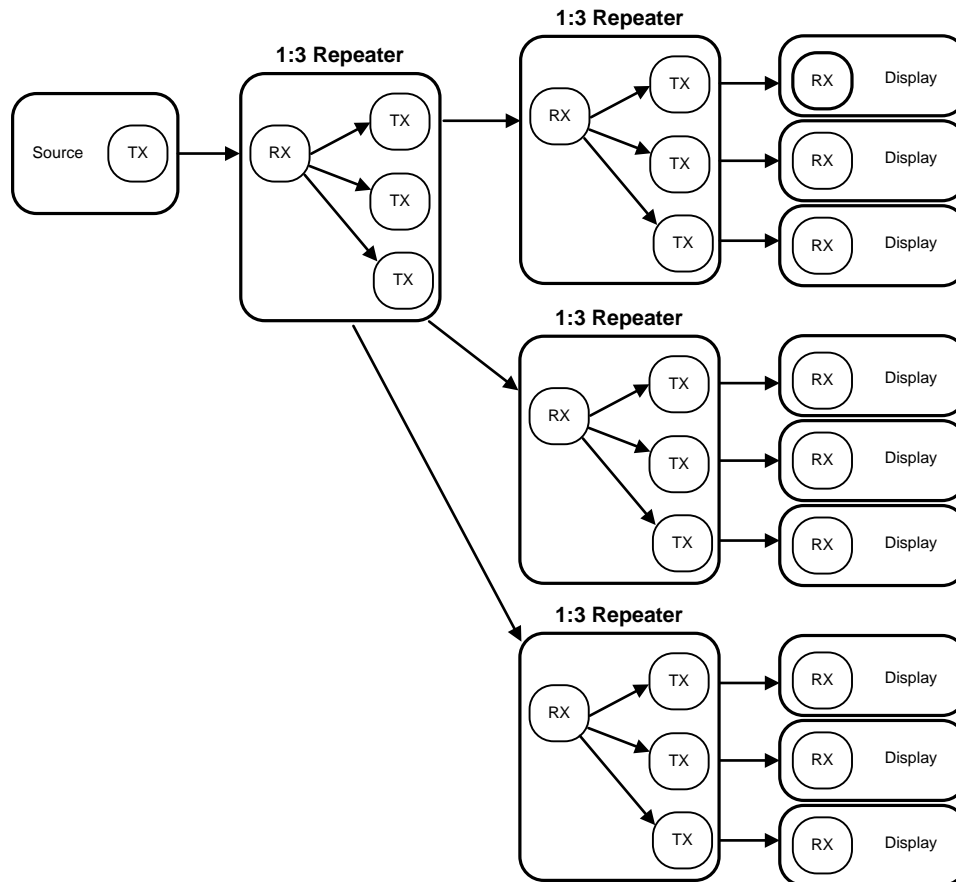 1:3 Repeater
1:3 Repeater
Source
TX
RX
TX
TX
TX
RX
TX
TX
TX
RX
Display
RX
Display
RX
Display
1:3 Repeater
RX
TX
TX
TX
RX
Display
RX
Display
RX
Display
1:3 Repeater
RX
TX
TX
TX
RX
Display
RX
Display
RX
Display